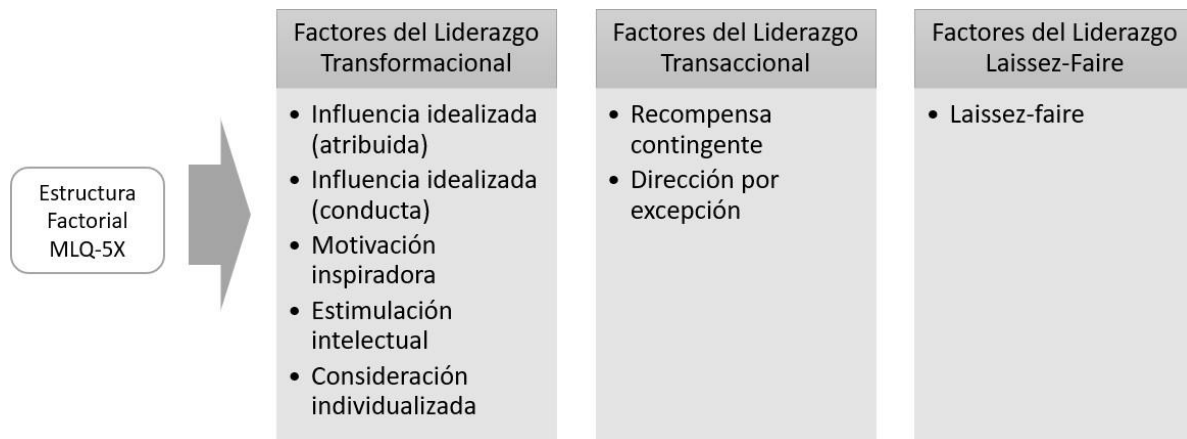 Estructura
Factorial
MLQ-5X
Factores del Liderazgo
Transformacional
• Influencia idealizada
(atribuida)
• Influencia idealizada
(conducta)
• Motivación
inspiradora
• Estimulación
intelectual
• Consideración
individualizada
Factores del Liderazgo
Transaccional
• Recompensa
contingente
• Dirección por
excepción
Factores del Liderazgo
Laissez-Faire
• Laissez-faire